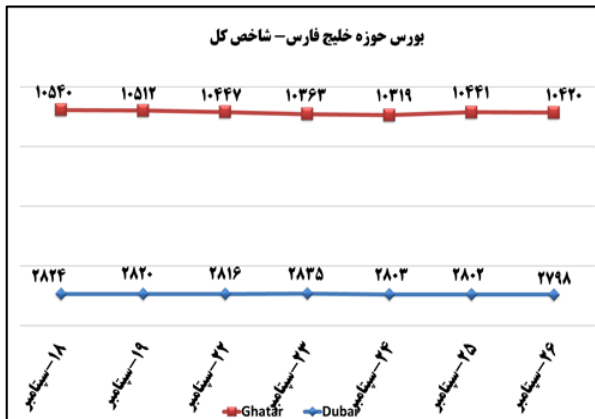 بورس حوزه خلیج فارس- شاخص کل
۱۰۵۴۰ ۱۰۵۱۲ ۱۰۴۴۷ ۱۰۳۶۳ ۱۰۳۱۹ ۱۰۴۴۱ ۱۰۴۲۰
۲۸۲۴ ۲۸۲۰ ۲۸۱۶ ۲۸۳۵ ۲۸۰۳ ۲۸۰۲ ۲۷۹۸
۱۸-سپتامبر ۱۹-سپتامبر ۲۲-سپتامبر ۲۳-سپتامبر ۲۴-سپتامبر ۲۵-سپتامبر ۲۶-سپتامبر
Ghatar Dubar